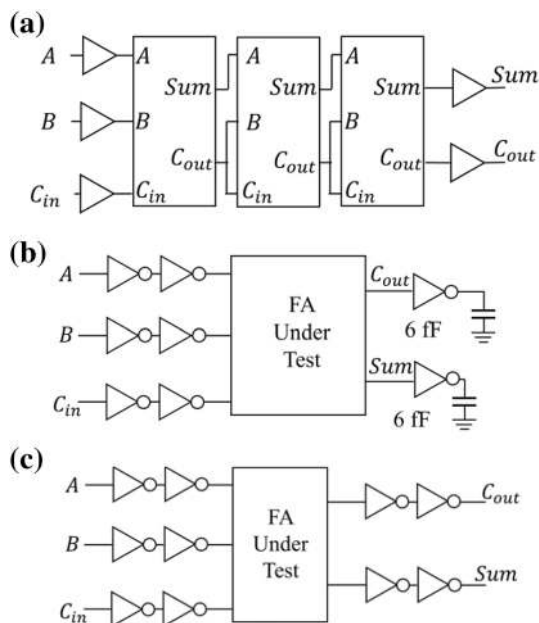 (a)
A
A
A
A
Sum
Sum
Sum
Sum
B
B
B
B
C_out
C_out
C_out
C_out
C_in
C_in
C_in
C_in
(b)
A
C_out
FA
Under
Test
6 fF
B
Sum
C_in
6 fF
(c)
A
C_out
FA
Under
Test
B
Sum
C_in